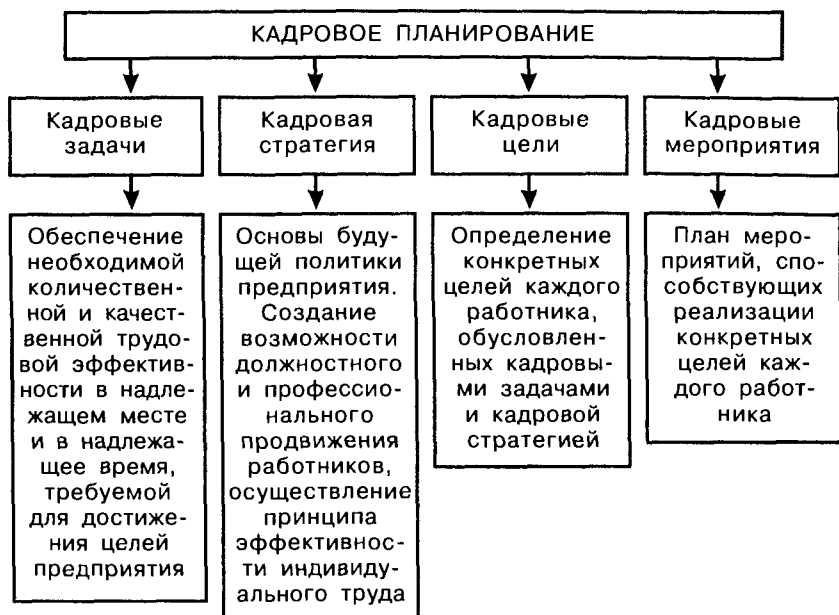 КАДРОВОЕ ПЛАНИРОВАНИЕ
Кадровые
задачи
Кадровая
стратегия
Кадровые
цели
Кадровые
мероприятия
Обеспечение
необходимой
количествен-
ной и качест-
венной трудо-
вой эффектив-
ности в надле-
жащем месте
и в надлежа-
щее время,
требуемой
для достиже-
ния целей
предприятия
Основы буду-
щей политики
предприятия.
Создание
возможности
должностного
и профессио-
нального
продвижения
работников,
осуществление
принципа
эффективнос-
ти индивиду-
ального труда
Определение
конкретных
целей каждого
работника,
обусловлен-
ных кадровы-
ми задачами
и кадровой
стратегией
План меро-
приятий, спо-
собствующих
реализации
конкретных
целей каж-
дого работ-
ника